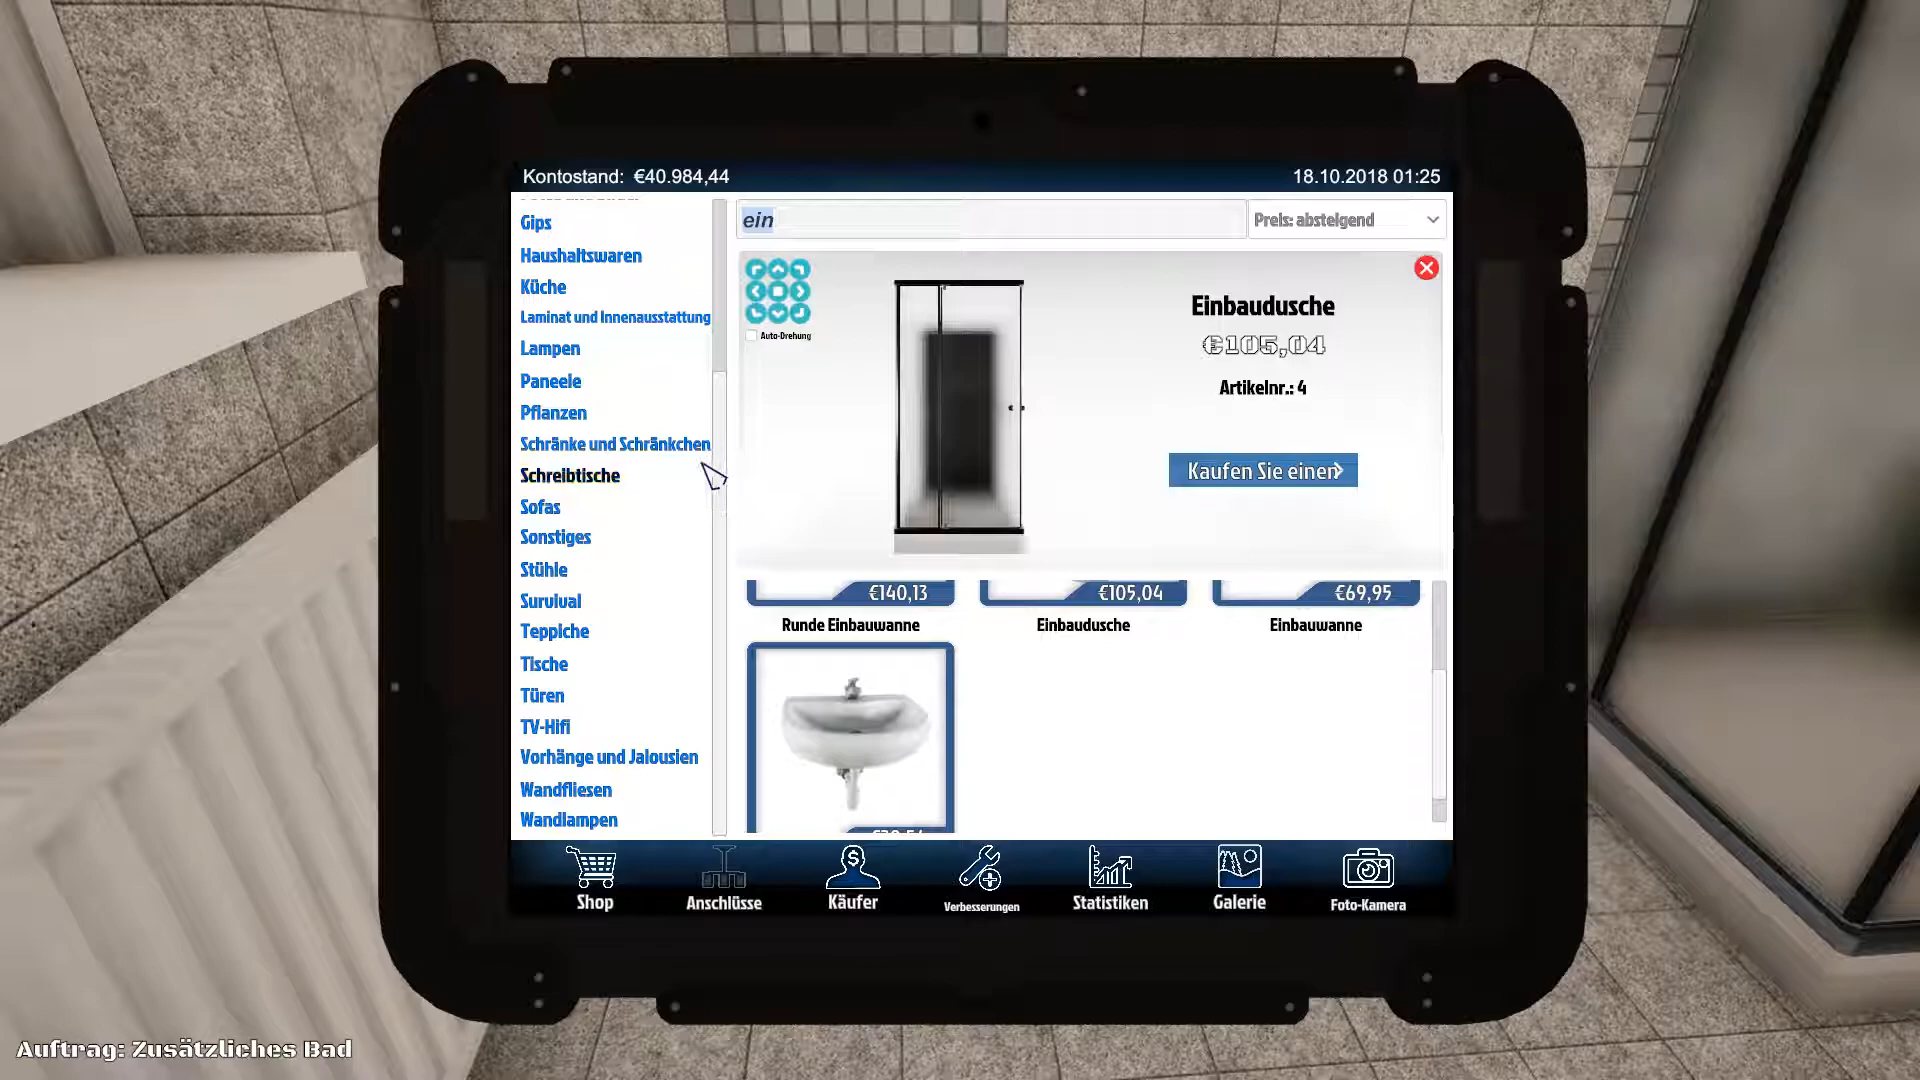 Kontostand: €40.984,44
18.10.2018 01:25
Gips
Haushaltswaren
Küche
Laminat und Innenausstattung
Lampen
Paneele
Pflanzen
Schränke und Schränkchen
Schreibtische
Sofas
Sonstiges
Stühle
Survival
Teppiche
Tische
Türen
TV-Hifi
Vorhänge und Jalousien
Wandfliesen
Wandlampen
ein
Preis: absteigend
Auto-Drehung
Einbaudusche
€105,04
Artikelnr.: 4
Kaufen Sie einen
€140,13
€105,04
€69,95
Runde Einbauwanne
Einbaudusche
Einbauwanne
Shop
Anschlüsse
Käufer
Verbesserungen
Statistiken
Galerie
Foto-Kamera
Auftrag: Zusätzliches Bad